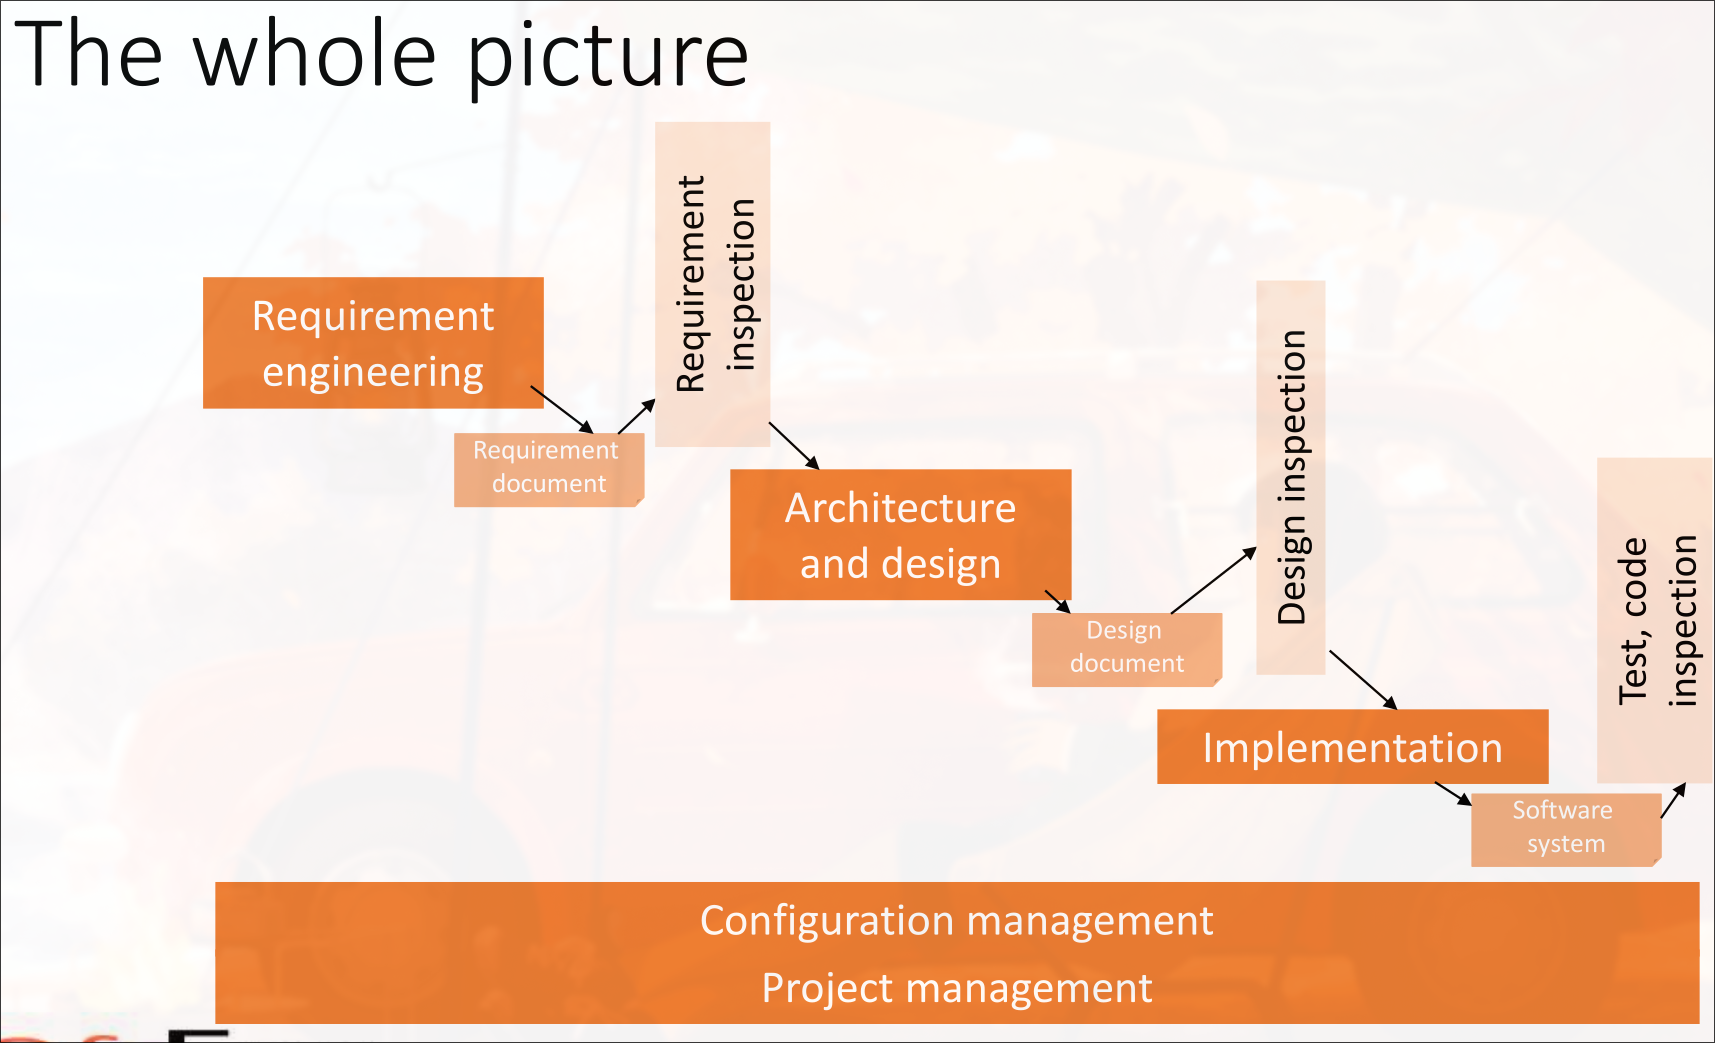 The whole picture
Requirement
inspection
Requirement
engineering
Requirement
document
Architecture
and design
Design inspection
Design
document
Test, code
inspection
Implementation
Software
system
Configuration management
Project management